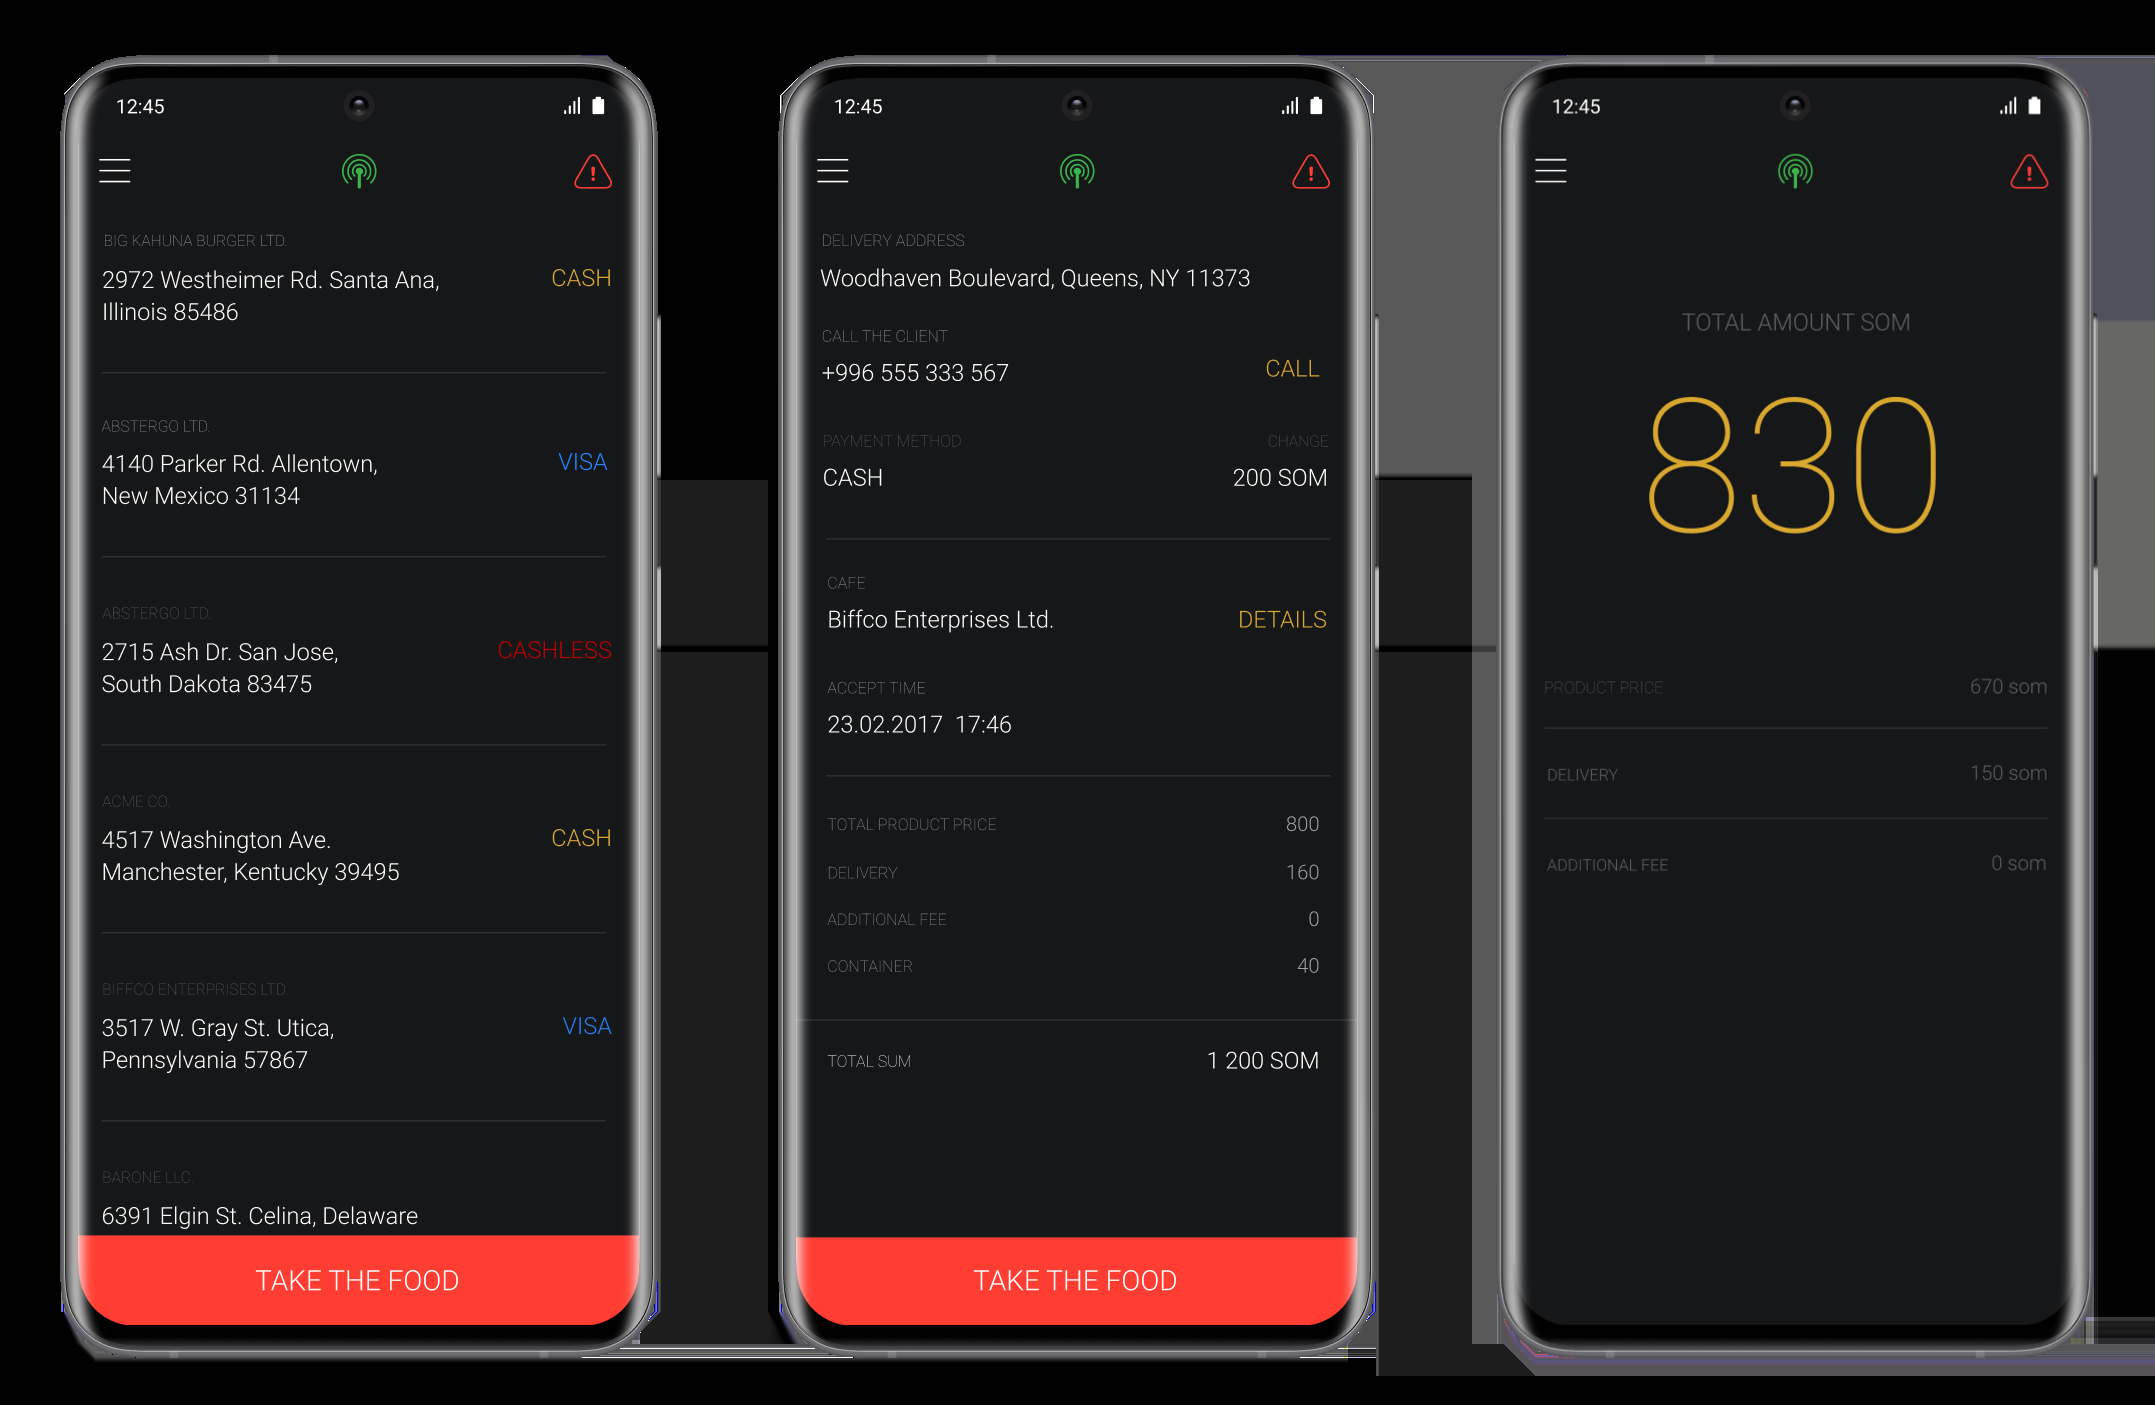 12:45
BIG KAHUNA BURGER LTD.
2972 Westheimer Rd. Santa Ana,
Illinois 85486
CASH
ABSTERGO LTD.
4140 Parker Rd. Allentown,
New Mexico 31134
VISA
ABSTERGO LTD.
2715 Ash Dr. San Jose,
South Dakota 83475
CASHLESS
ACME CO.
4517 Washington Ave.
Manchester, Kentucky 39495
CASH
BIFFCO ENTERPRISES LTD.
3517 W. Gray St. Utica,
Pennsylvania 57867
VISA
BARONE LLC.
6391 Elgin St. Celina, Delaware
TAKE THE FOOD
12:45
DELIVERY ADDRESS
Woodhaven Boulevard, Queens, NY 11373
CALL THE CLIENT
+996 555 333 567 CALL
PAYMENT METHOD CHANGE
CASH 200 SOM
CAFE
Biffco Enterprises Ltd. DETAILS
ACCEPT TIME
23.02.2017 17:46
TOTAL PRODUCT PRICE 800
DELIVERY 160
ADDITIONAL FEE 0
CONTAINER 40
TOTAL SUM 1 200 SOM
TAKE THE FOOD
12:45
TOTAL AMOUNT SOM
830
PRODUCT PRICE 670 som
DELIVERY 150 som
ADDITIONAL FEE 0 som